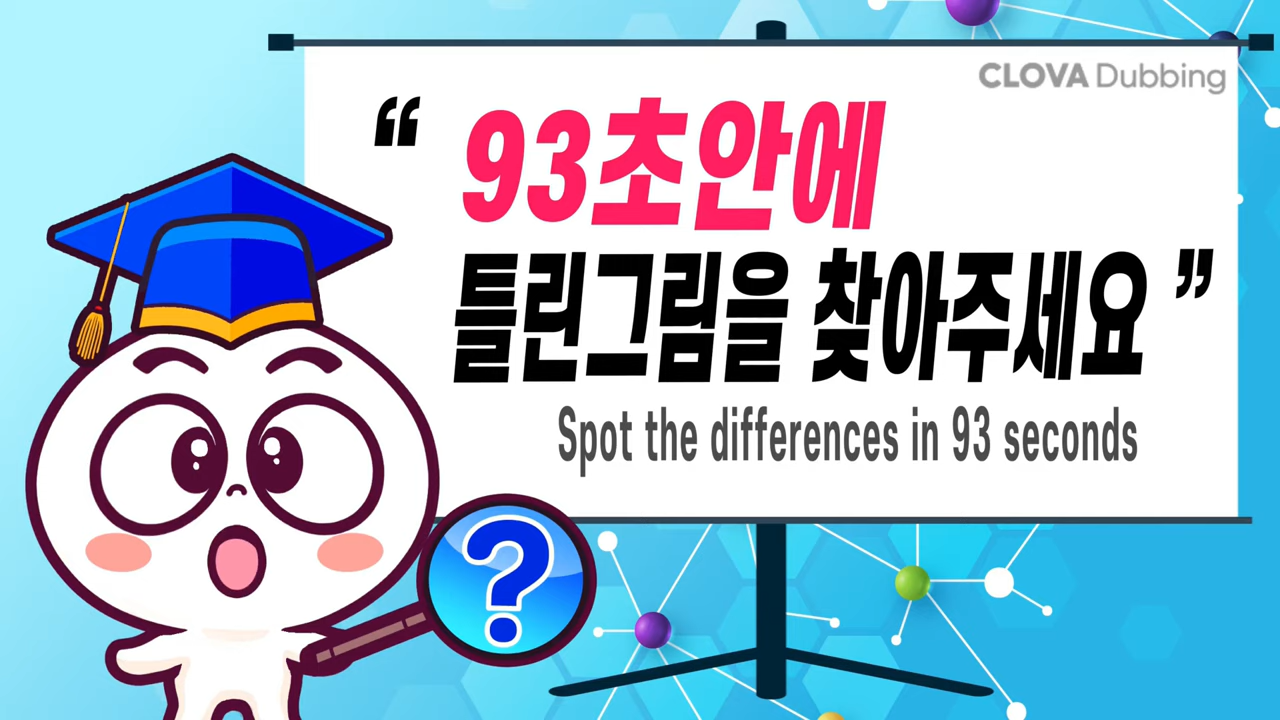 CLOVA Dubbing
“ 93초안에
틀린그림을 찾아주세요 ”
Spot the differences in 93 seconds
?